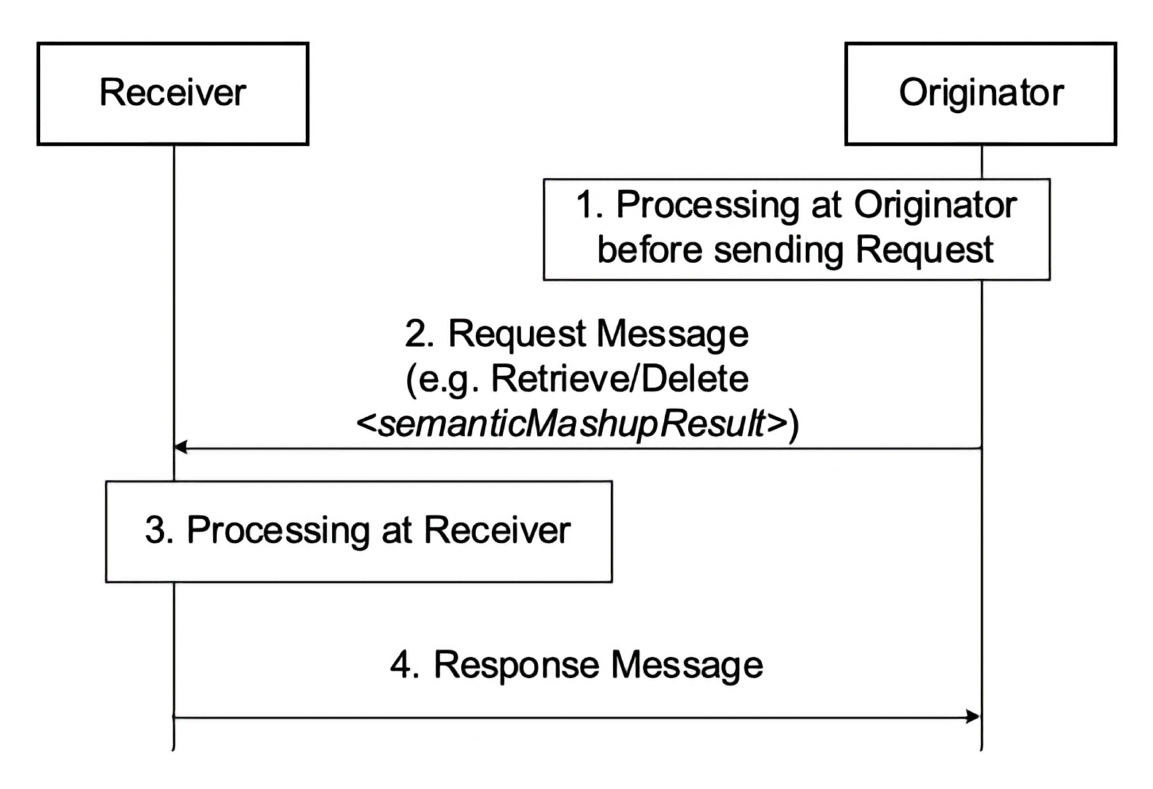 Receiver
Originator
1. Processing at Originator
before sending Request
2. Request Message
(e.g. Retrieve/Delete
<semanticMashupResult>)
3. Processing at Receiver
4. Response Message